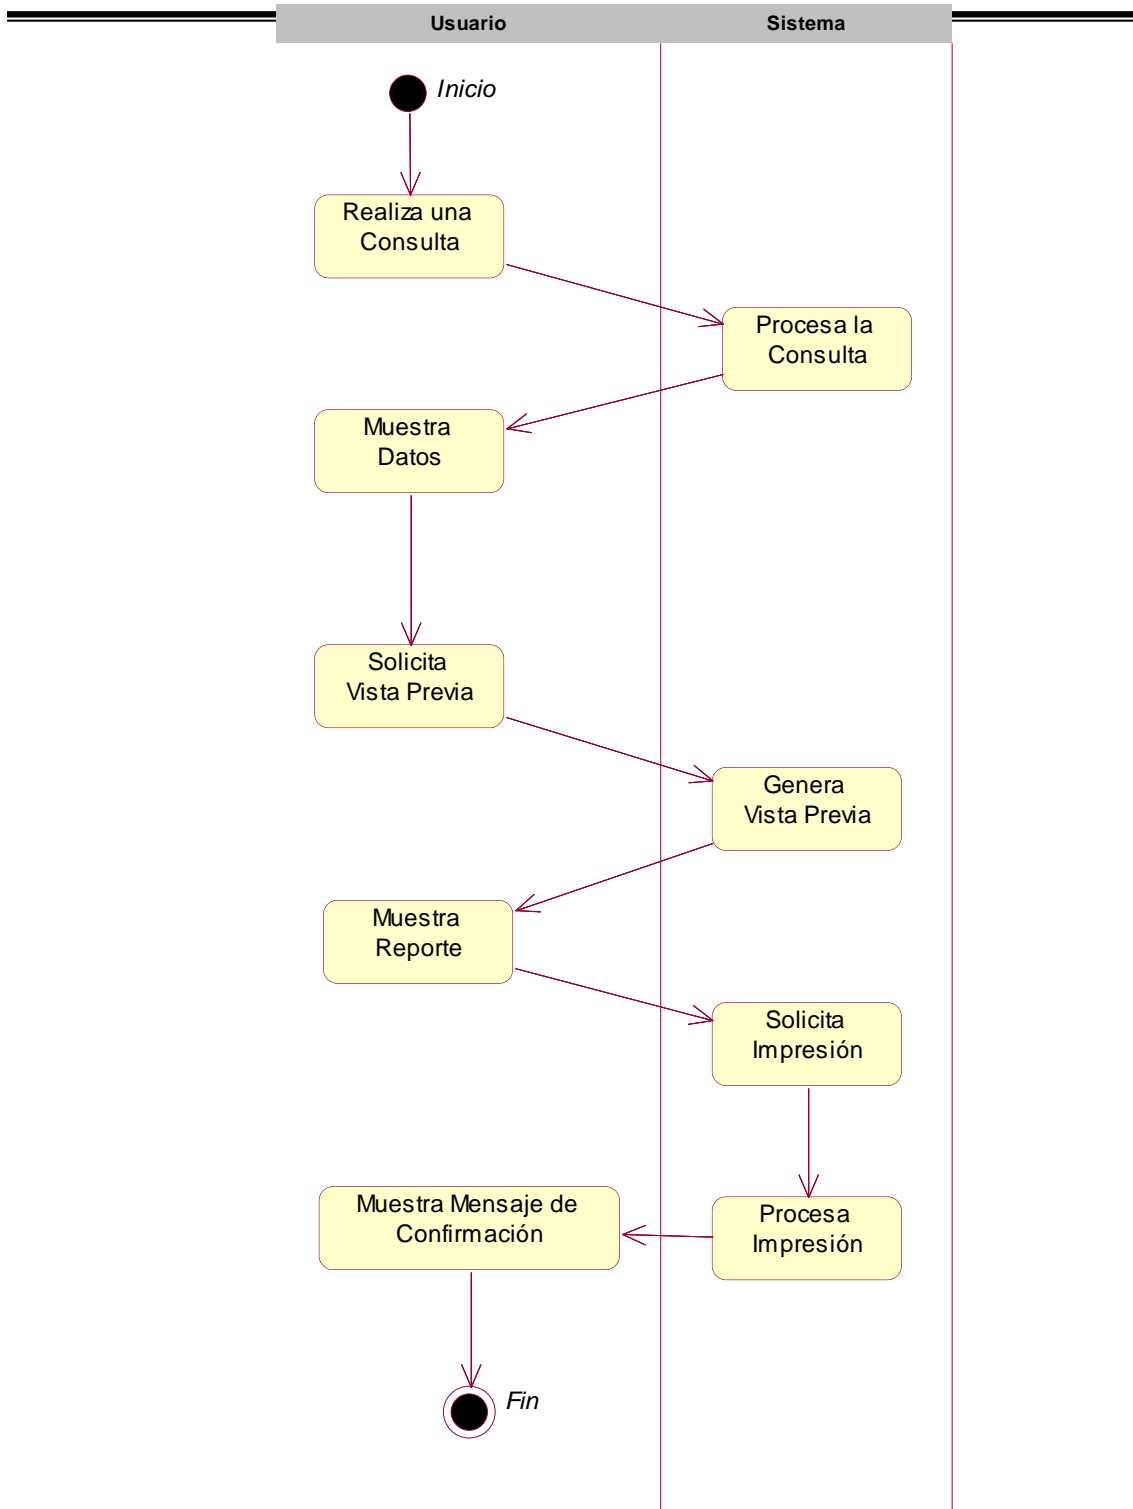 Usuario
Sistema
Inicio
Realiza una
Consulta
Procesa la
Consulta
Muestra
Datos
Solicita
Vista Previa
Genera
Vista Previa
Muestra
Reporte
Solicita
Impresión
Muestra Mensaje de
Confirmación
Procesa
Impresión
Fin